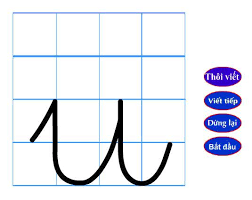 u
Thôi viết
Viết tiếp
Dừng lại
Bắt đầu